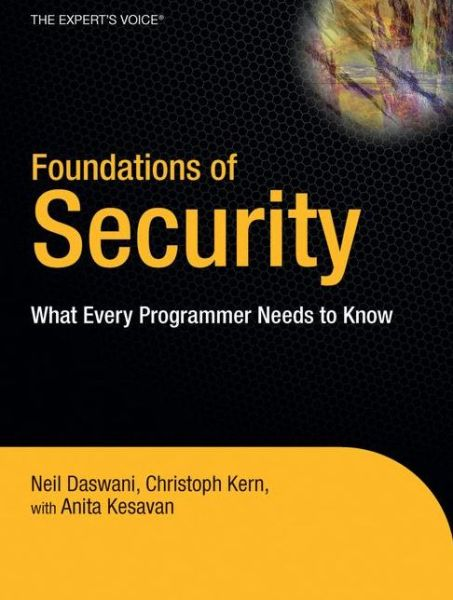 THE EXPERT'S VOICE®
Foundations of
Security
What Every Programmer Needs to Know
Neil Daswani, Christoph Kern,
with Anita Kesavan